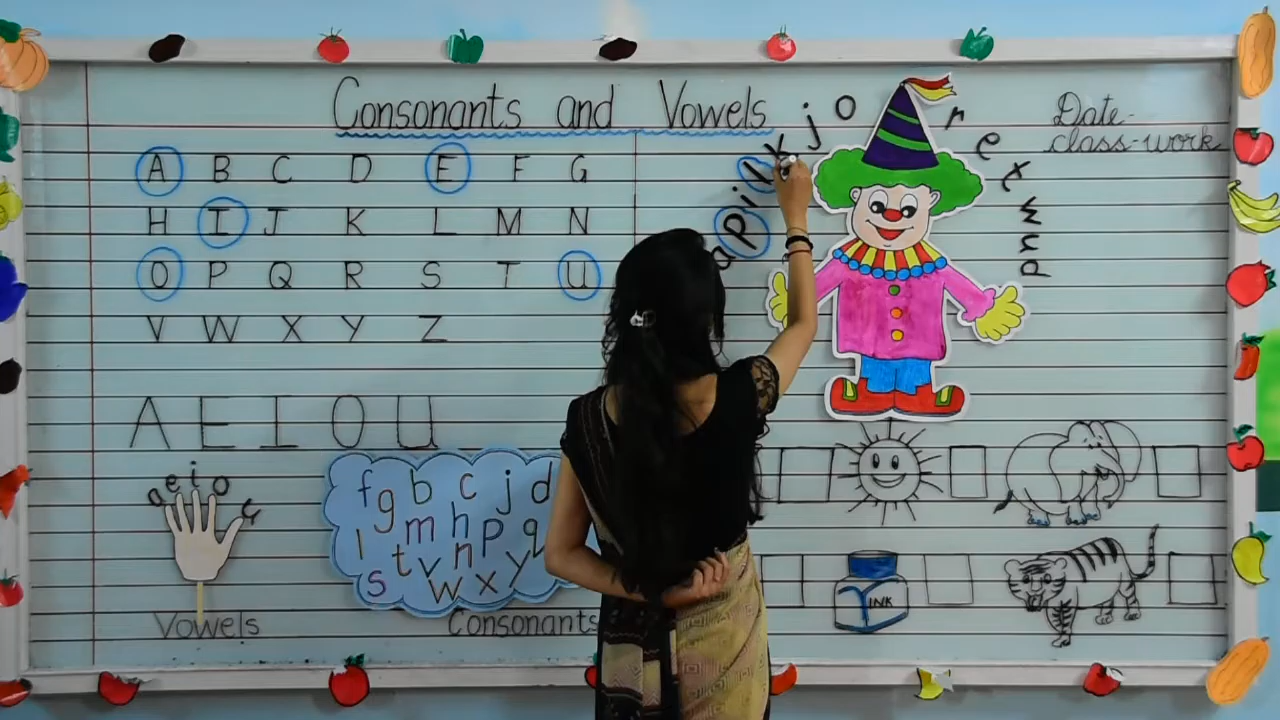 Consonants and Vowels
Date-
class-work
A B C D E F G
H I J K L M N
O P Q R S T U
V W X Y Z
a p i l k j o r e x t w u d
A E I O U
a e i o u
f g b c j d
l m h p q
s t v n y
w x
INK
Vowels
Consonants